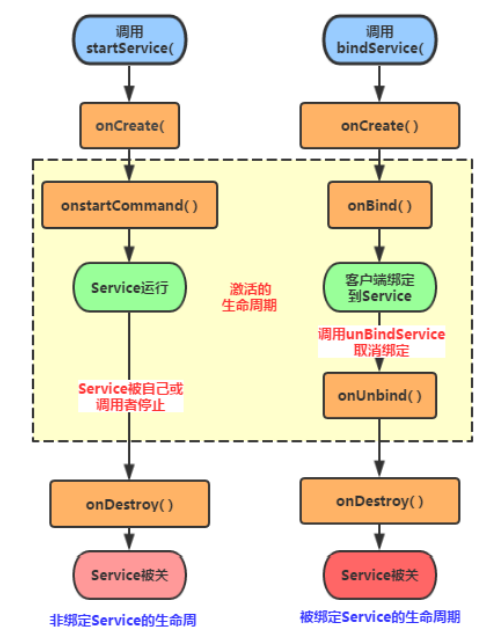 调用
startService(
onCreate(
onstartCommand( )
Service运行
Service被自己或
调用者停止
onDestroy( )
Service被关
非绑定Service的生命周
激活的
生命周期
调用
bindService(
onCreate( )
onBind( )
客户端绑定
到Service
调用unBindService
取消绑定
onUnbind( )
onDestroy( )
Service被关
被绑定Service的生命周期